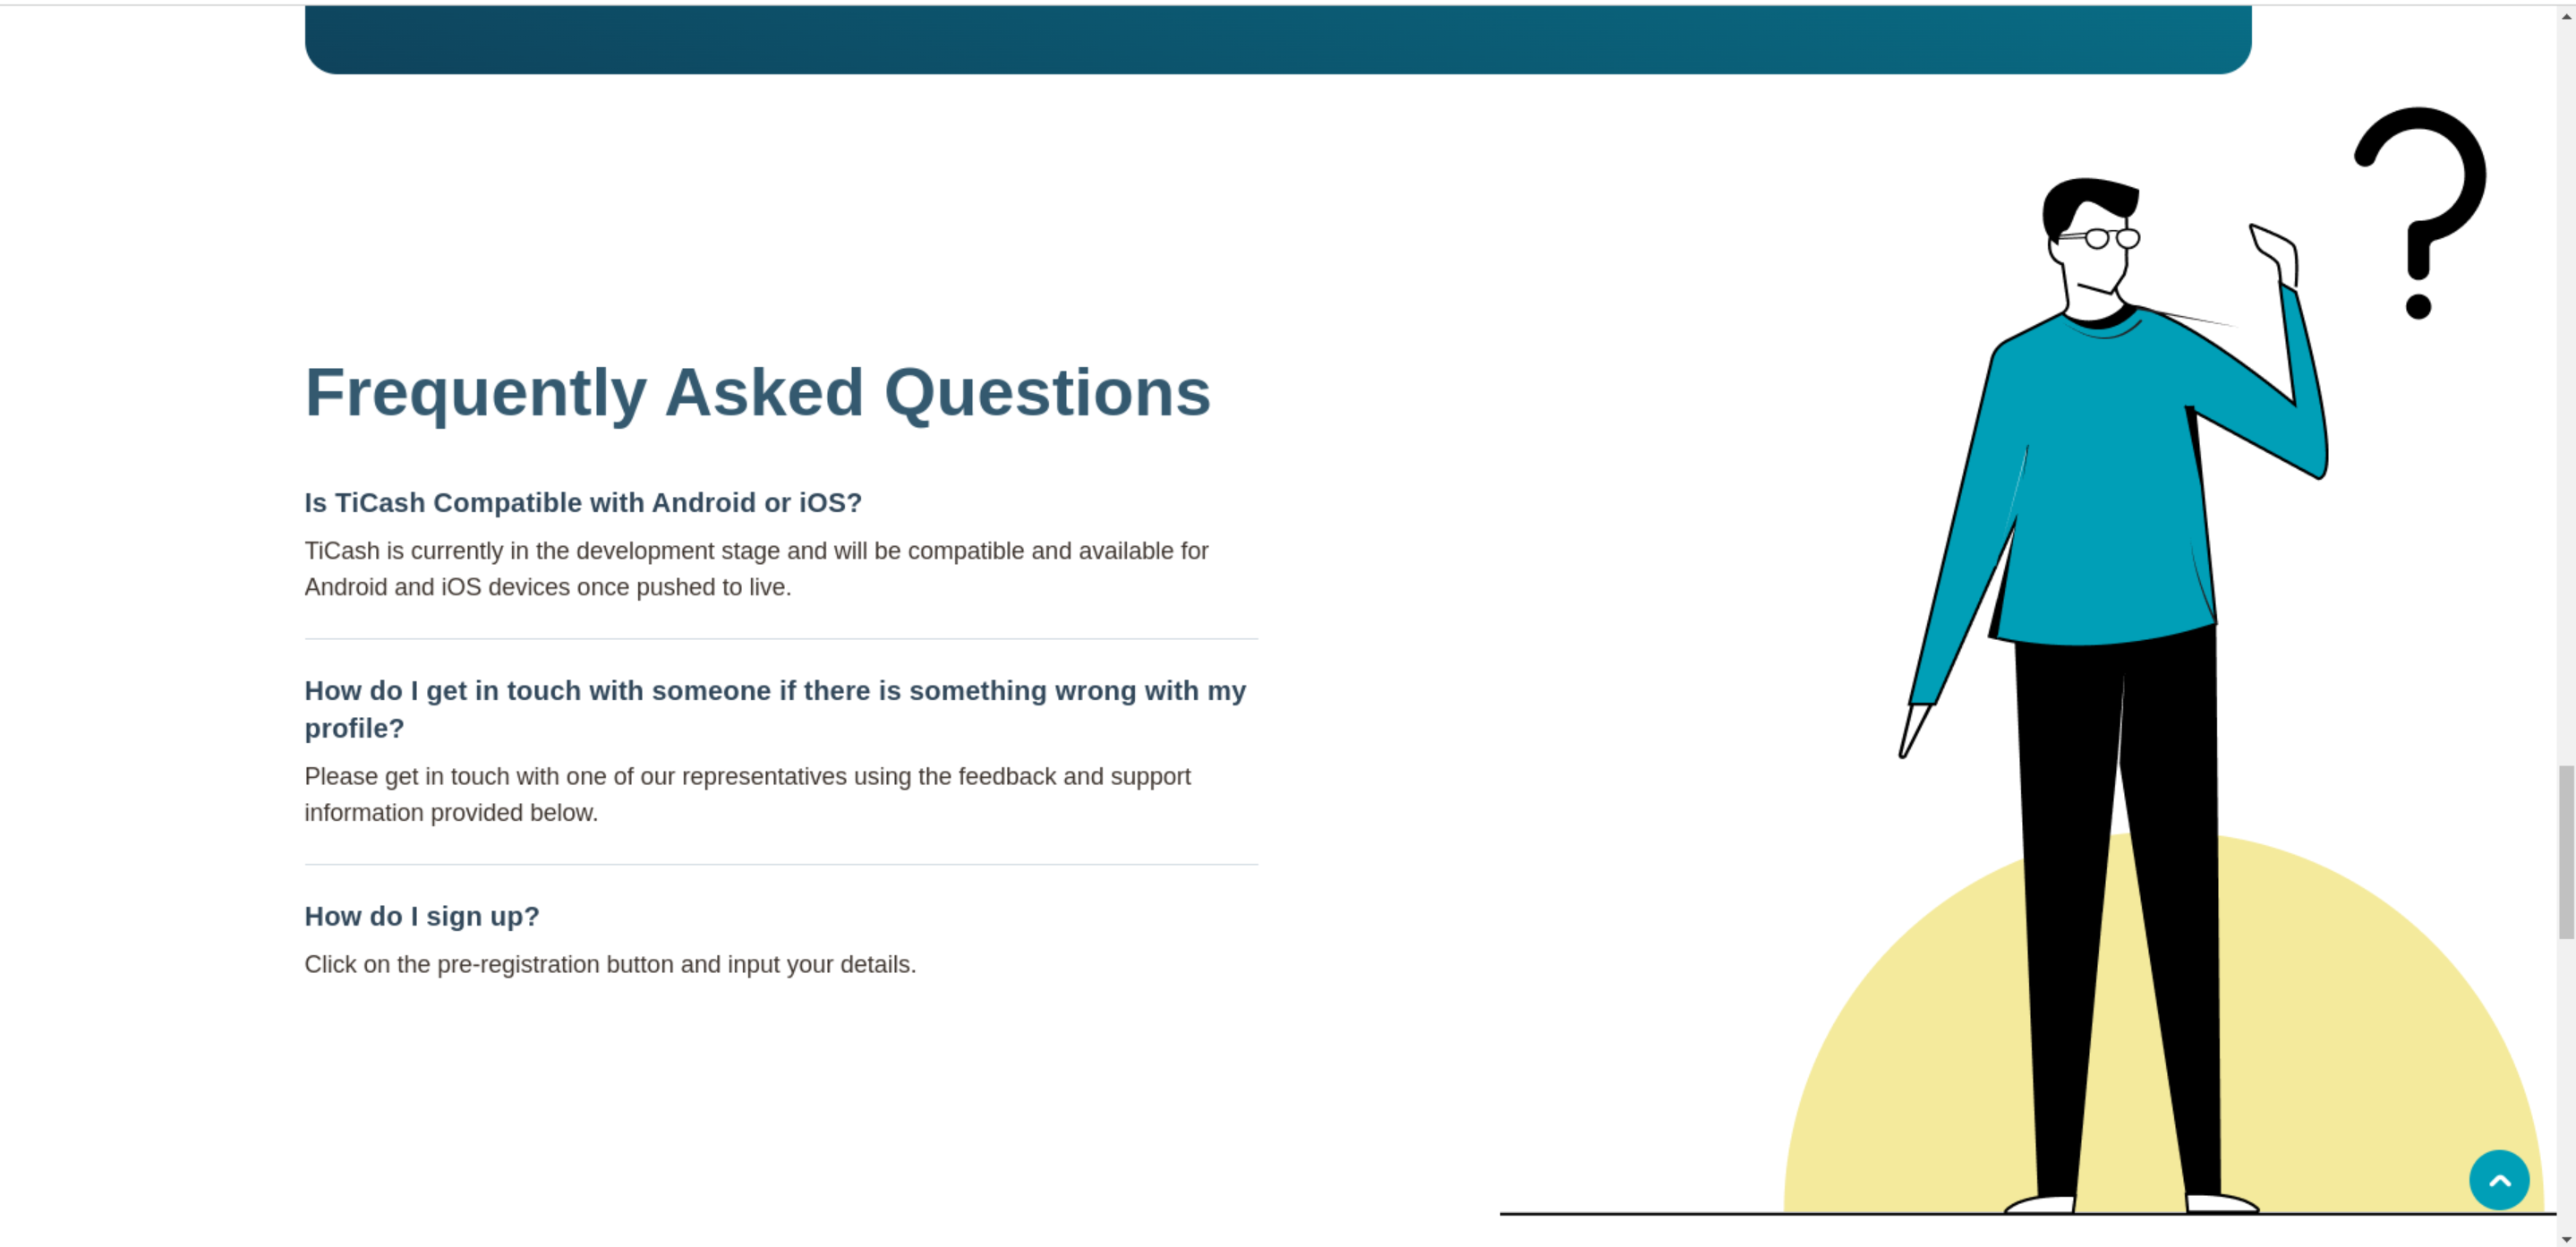 Frequently Asked Questions
Is TiCash Compatible with Android or iOS?
TiCash is currently in the development stage and will be compatible and available for
Android and iOS devices once pushed to live.
How do I get in touch with someone if there is something wrong with my
profile?
Please get in touch with one of our representatives using the feedback and support
information provided below.
How do I sign up?
Click on the pre-registration button and input your details.
?